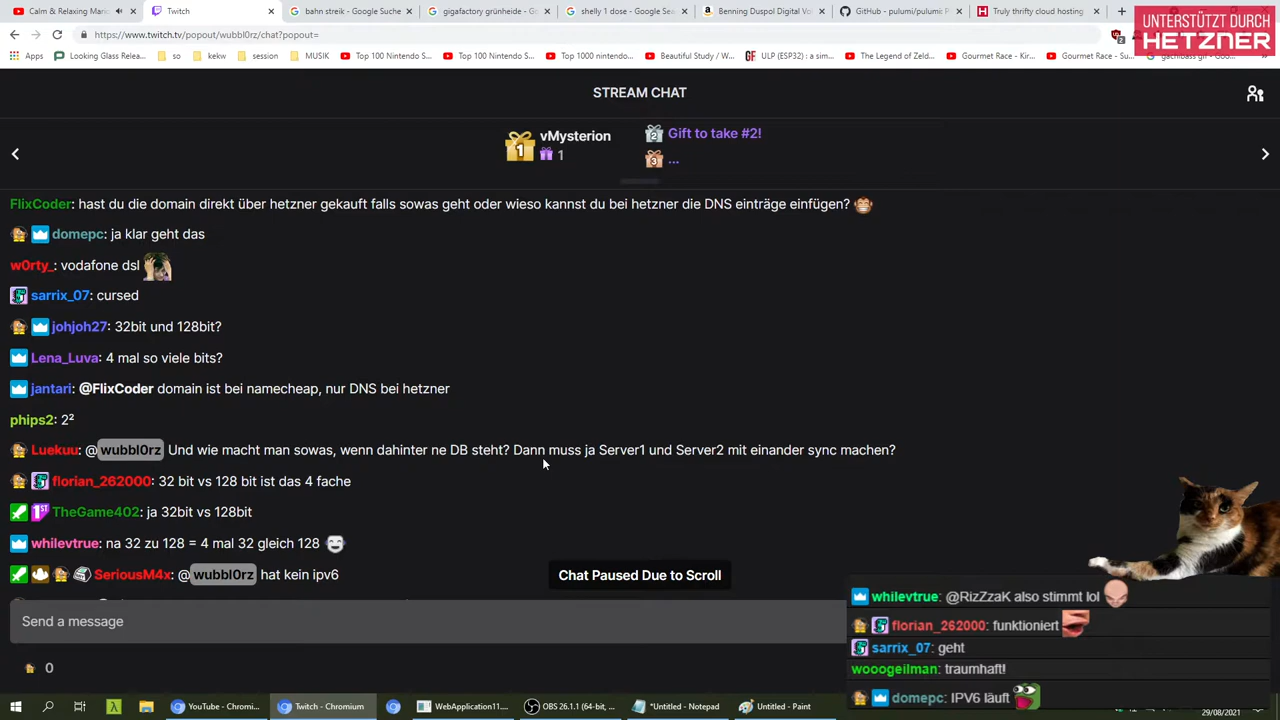 Calm & Relaxing Mari
Twitch
bahn streik - Google Suche
gigafactory grünheide - Goo
shelly 1 dose - Google Sear
Benning Duspol Digital Vol
GitHub - pulumi/pulumi: P
Truly thrifty cloud hosting
https://www.twitch.tv/popout/wubbl0rz/chat?popout=
Apps
Looking Glass Relea...
so
kekw
session
MUSIK
Top 100 Nintendo S...
Top 1000 nintendo...
Beautiful Study / W...
ULP (ESP32) : a sim...
The Legend of Zeld...
Gourmet Race - Kir...
Gourmet Race - Su...
gachibass gif - Goo...
UNTERSTÜTZT DURCH
HETZNER
STREAM CHAT
vMysterion
1
Gift to take #2!
...
FlixCoder: hast du die domain direkt über hetzner gekauft falls sowas geht oder wieso kannst du bei hetzner die DNS einträge einfügen?
domepc: ja klar geht das
w0rty_: vodafone dsl
sarrix_07: cursed
johjoh27: 32bit und 128bit?
Lena_Luva: 4 mal so viele bits?
jantari: @FlixCoder domain ist bei namecheap, nur DNS bei hetzner
phips2: 2²
Luekuu: @wubbl0rz Und wie macht man sowas, wenn dahinter ne DB steht? Dann muss ja Server1 und Server2 mit einander sync machen?
florian_262000: 32 bit vs 128 bit ist das 4 fache
TheGame402: ja 32bit vs 128bit
whilevtrue: na 32 zu 128 = 4 mal 32 gleich 128
SeriousM4x: @wubbl0rz hat kein ipv6
Chat Paused Due to Scroll
Send a message
0
whilevtrue: @RizZzaK also stimmt lol
florian_262000: funktioniert
sarrix_07: geht
wooogeilman: traumhaft!
domepc: IPV6 läuft
YouTube - Chromi...
Twitch - Chromium
WebApplication11...
OBS 26.1.1 (64-bit, ...
*Untitled - Notepad
Untitled - Paint
29/08/2021